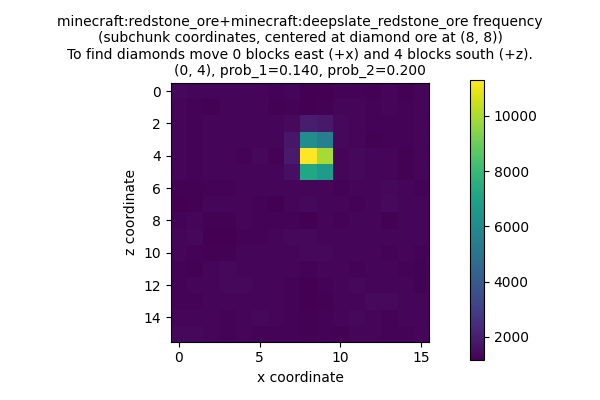 minecraft:redstone_ore+minecraft:deepslate_redstone_ore frequency
(subchunk coordinates, centered at diamond ore at (8, 8))
To find diamonds move 0 blocks east (+x) and 4 blocks south (+z).
(0, 4), prob_1=0.140, prob_2=0.200
0
2
4
6
8
10
12
14
z coordinate
0
5
10
15
x coordinate
10000
8000
6000
4000
2000